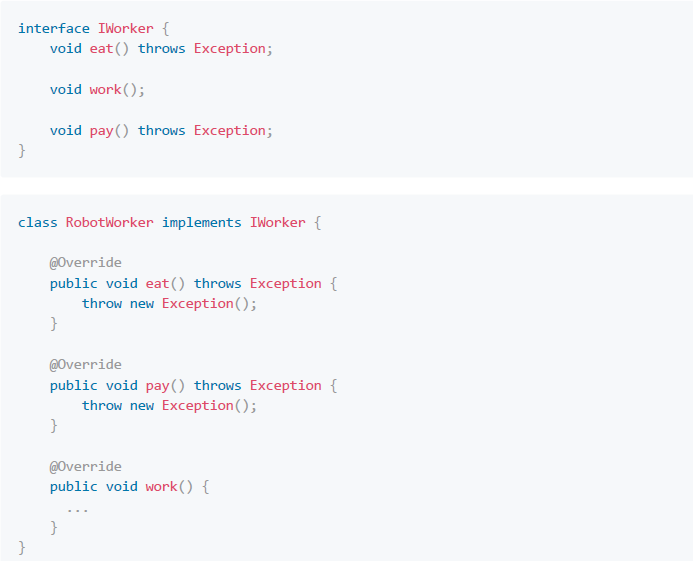 interface IWorker {
    void eat() throws Exception;
    void work();
    void pay() throws Exception;
}
class RobotWorker implements IWorker {
    @Override
    public void eat() throws Exception {
        throw new Exception();
    }
    @Override
    public void pay() throws Exception {
        throw new Exception();
    }
    @Override
    public void work() {
      ...
    }
}